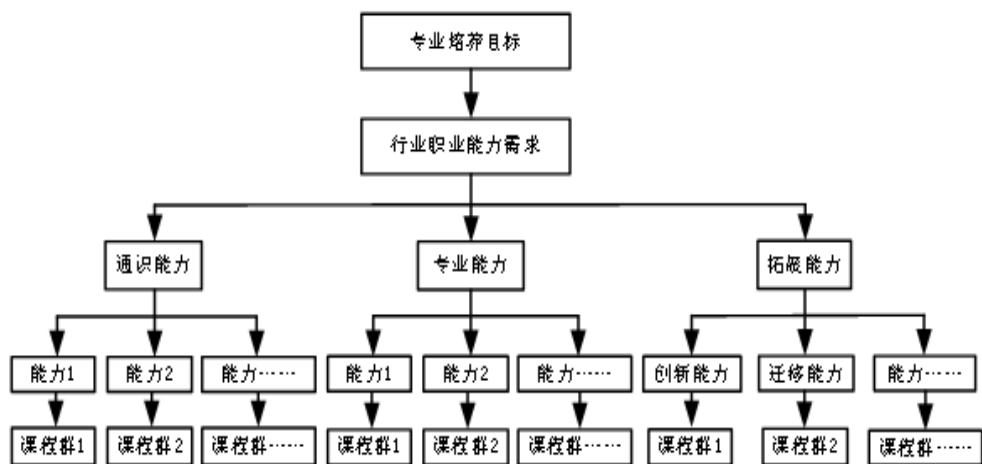 专业培养目标
行业职业能力需求
通识能力
专业能力
拓展能力
能力1
能力2
能力……
能力1
能力2
能力……
创新能力
迁移能力
能力……
课程群1
课程群2
课程群……
课程群1
课程群2
课程群……
课程群1
课程群2
课程群……